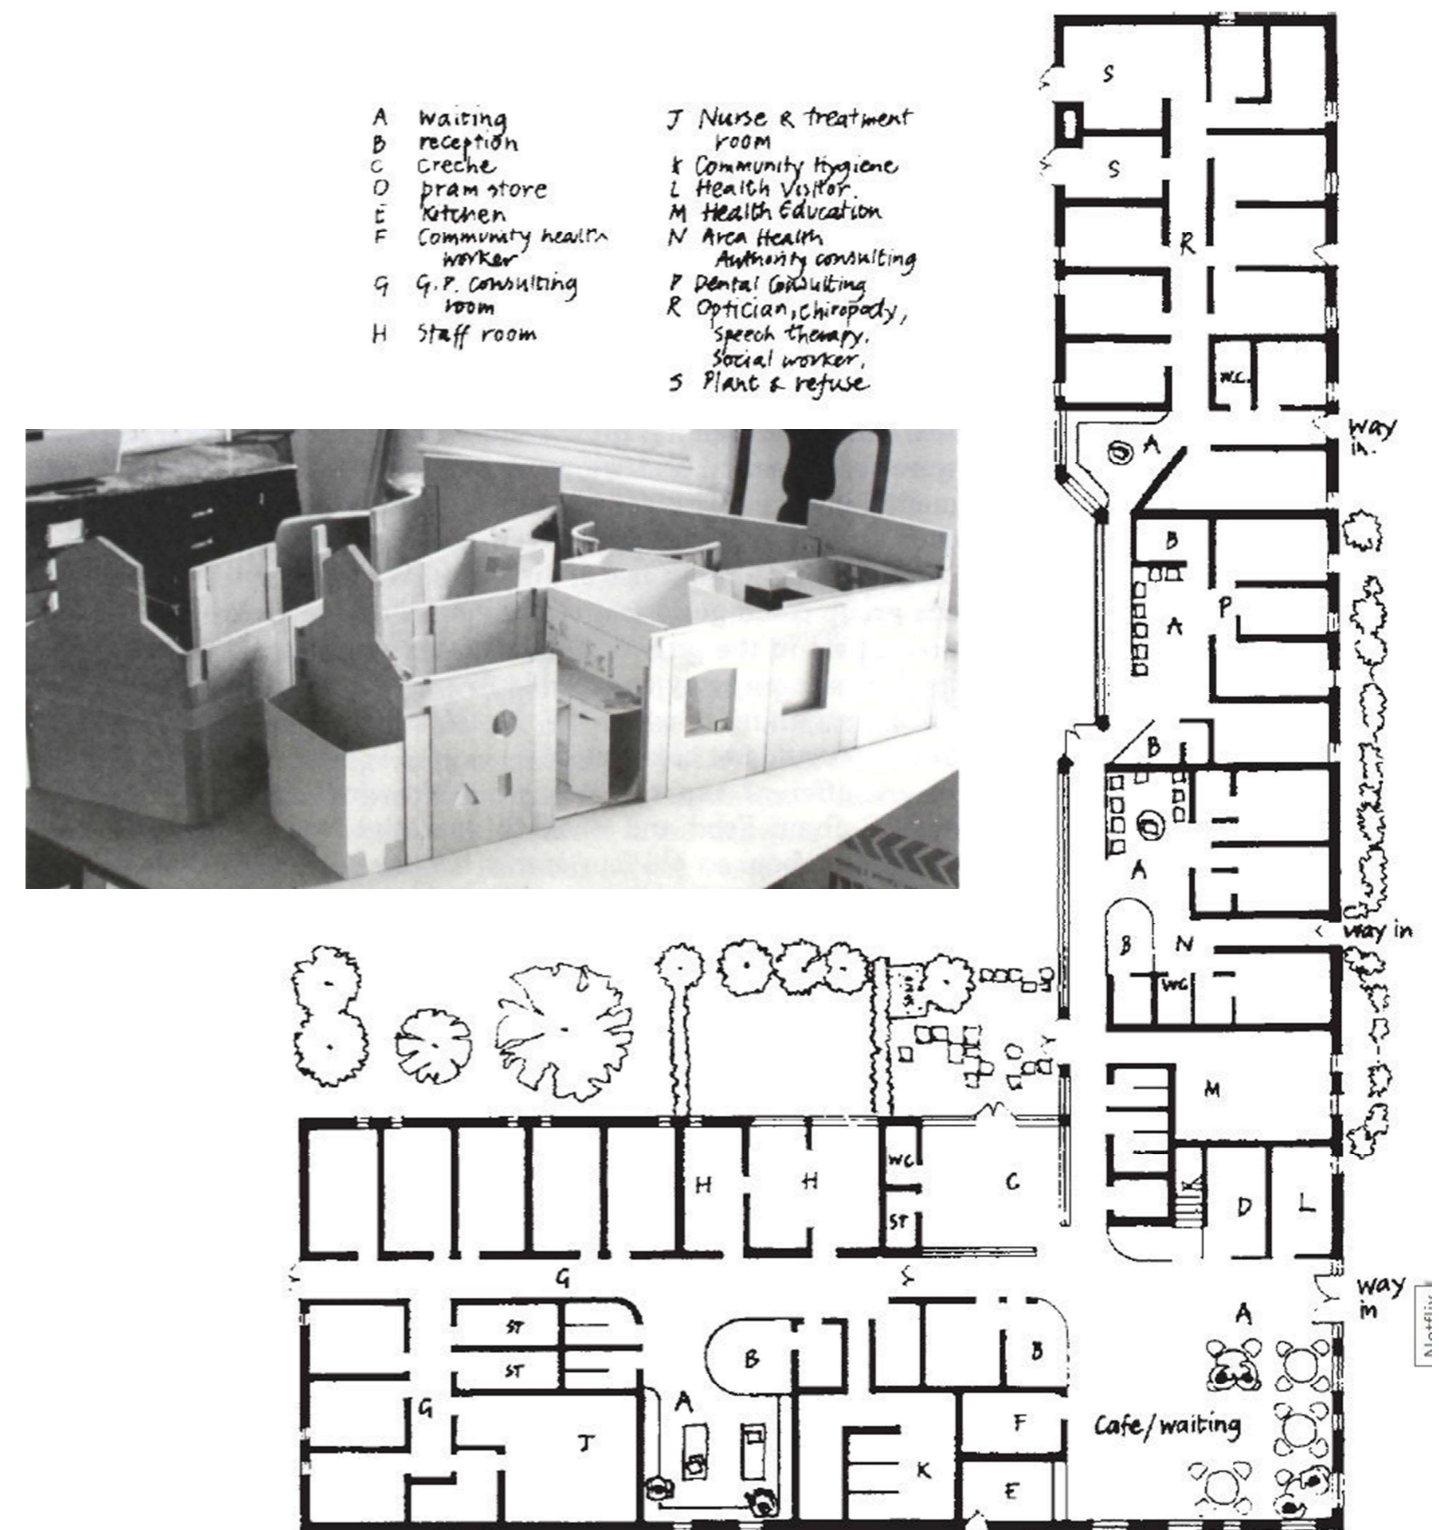 A waiting
B reception
C Creche
D pram store
E Kitchen
F Community health
worker
G G.P. Consulting
room
H Staff room
J Nurse & treatment
room
K Community Hygiene
L Health Visitor.
M Health Education
N Area Health
Authority consulting
P Dental Consulting
R Optician, chiropody,
speech therapy,
social worker,
S Plant & refuse
S
S
R
W.C.
way
in.
A
B
A
P
B
A
B
N
way in
WC
M
WC
H
H
C
ST
K
D
L
G
way
in
A
ST
B
B
ST
G
A
J
F
Cafe/waiting
K
E
Netflix